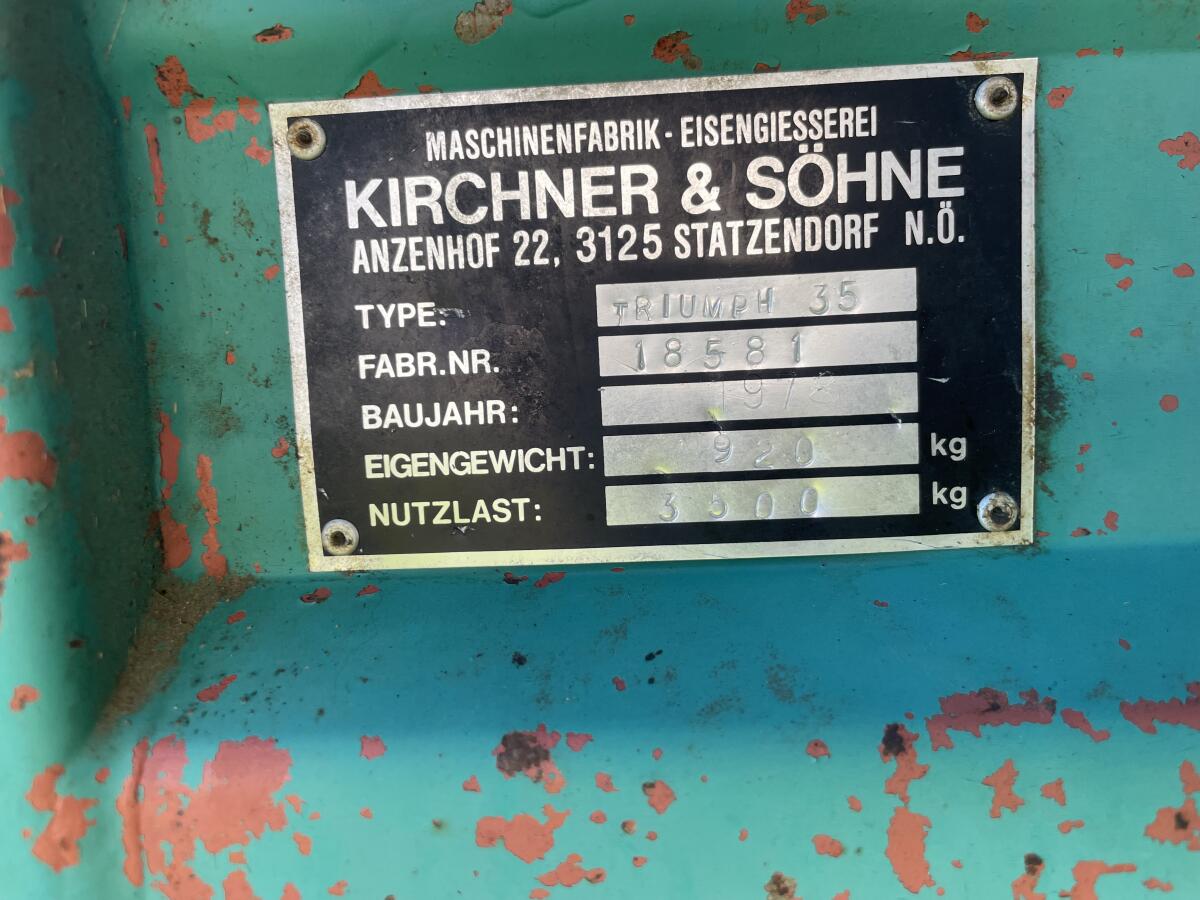 MASCHINENFABRIK - EISENGIESSEREI
KIRCHNER & SÖHNE
ANZENHOF 22, 3125 STATZENDORF N.Ö.
TYPE: TRIUMPH 35
FABR.NR. 18581
BAUJAHR: 1978
EIGENGEWICHT: 920 kg
NUTZLAST: 3500 kg